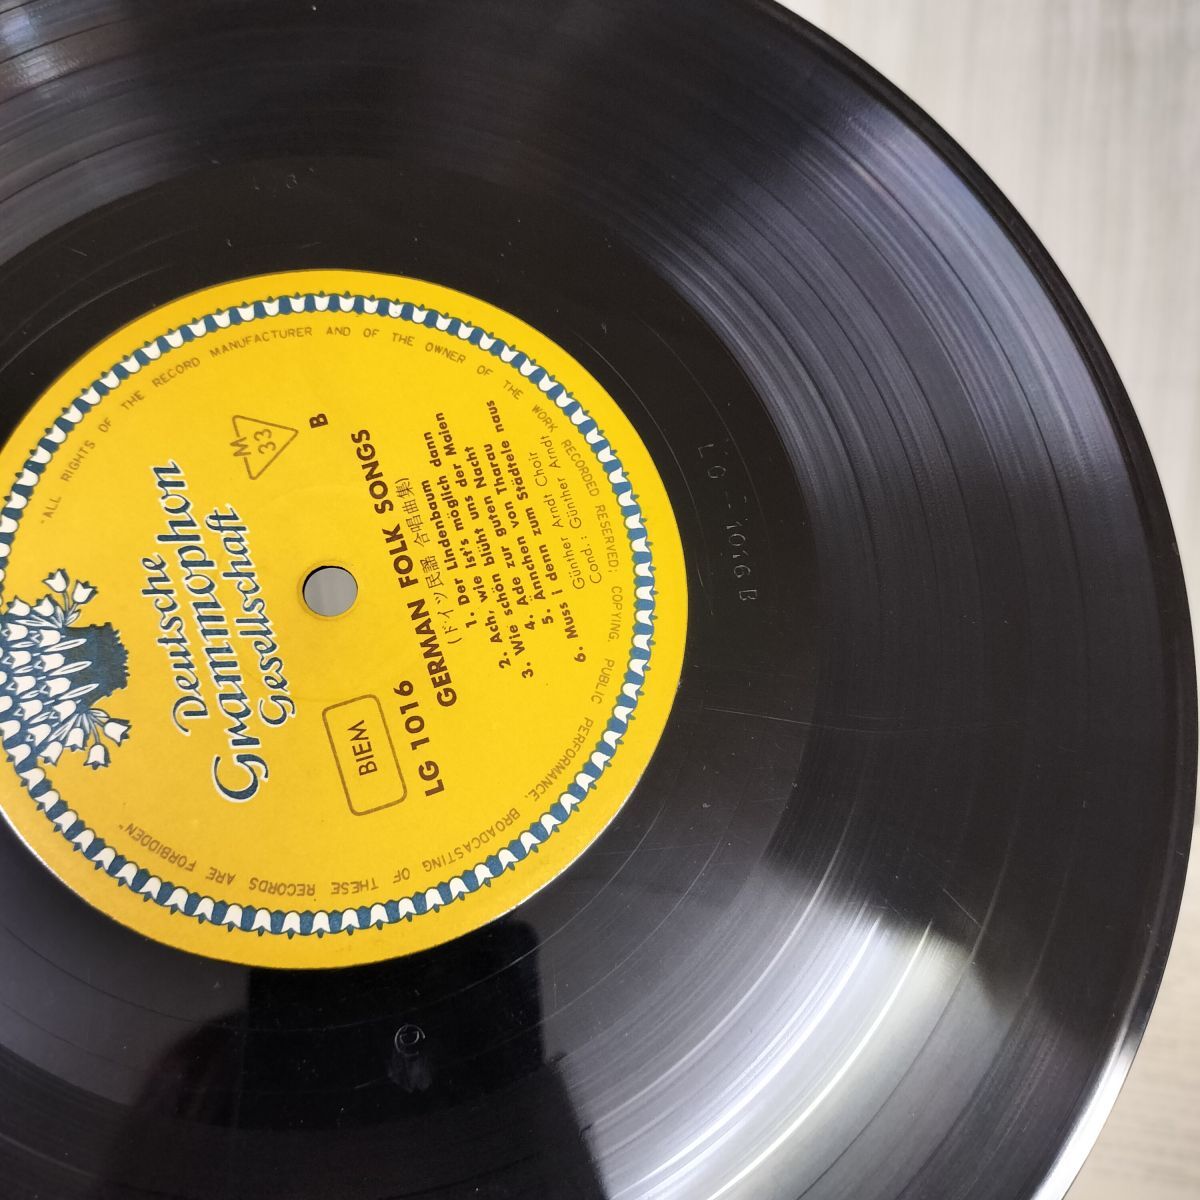 "ALL RIGHTS OF THE RECORD MANUFACTURER AND OF THE OWNER OF THE WORK RECORDED RESERVED; COPYING, PUBLIC PERFORMANCE, BROADCASTING OF THESE RECORDS ARE FORBIDDEN"
Deutsche
Grammophon
Gesellschaft
M
33
B
BIEM
LG 1016
GERMAN FOLK SONGS
(ドイツ民謡 合唱曲集)
1. Der Lindenbaum
2. Ach, wie ist's möglich dann
3. Wie schön blüht uns der Maien
4. Ännchen von Tharau
5. Ade zur guten Nacht
6. Muss i denn zum Städtele naus
Günther Arndt Choir
Cond.: Günther Arndt
1016 B